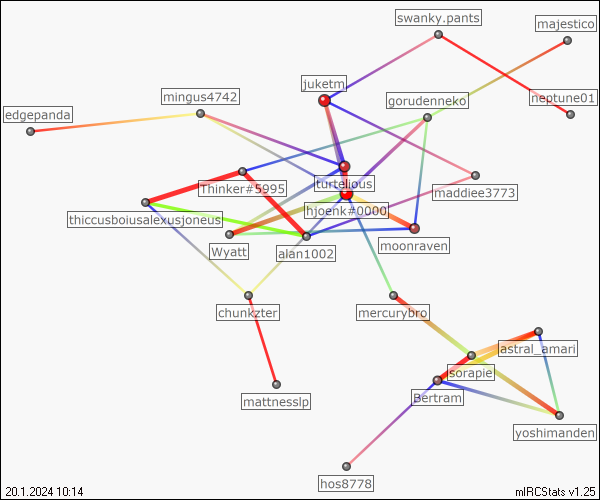 swanky.pants
majestico
juketm
mingus4742
gorudenneko
neptune01
edgepanda
turtelious
Thinker#5995
maddiee3773
hjoenk#0000
thiccusboiusalexusjoneus
Wyatt
alan1002
moonraven
chunkzter
mercurybro
astral_amari
sorapie
Bertram
mattnesslp
yoshimanden
hos8778
20.1.2024 10:14
mIRCStats v1.25